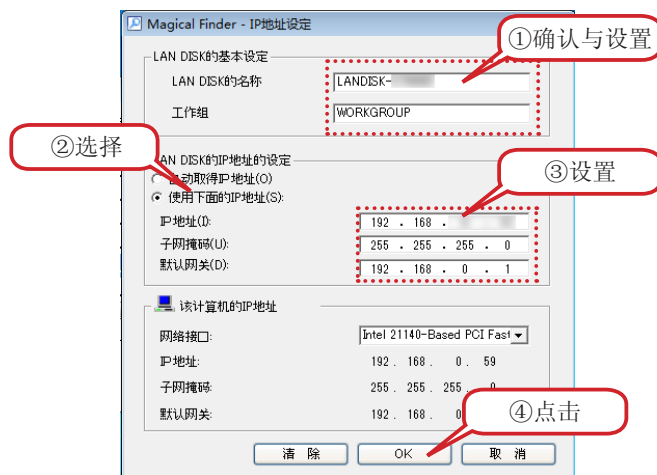 Magical Finder - IP地址设定
①确认与设置
LAN DISK的基本设定
LAN DISK的名称
LANDISK-
工作组
WORKGROUP
②选择
LAN DISK的IP地址的设定
自动取得IP地址(O)
③设置
使用下面的IP地址(S):
IP地址(I):
192 . 168 .
子网掩码(U):
255 . 255 . 255 . 0
默认网关(D):
192 . 168 . 0 . 1
该计算机的IP地址
网络接口:
Intel 21140-Based PCI Fast
IP地址:
192 . 168 . 0 . 59
子网掩码:
255 . 255 . 255 .
默认网关:
192 . 168 . 0
④点击
清 除
OK
取 消